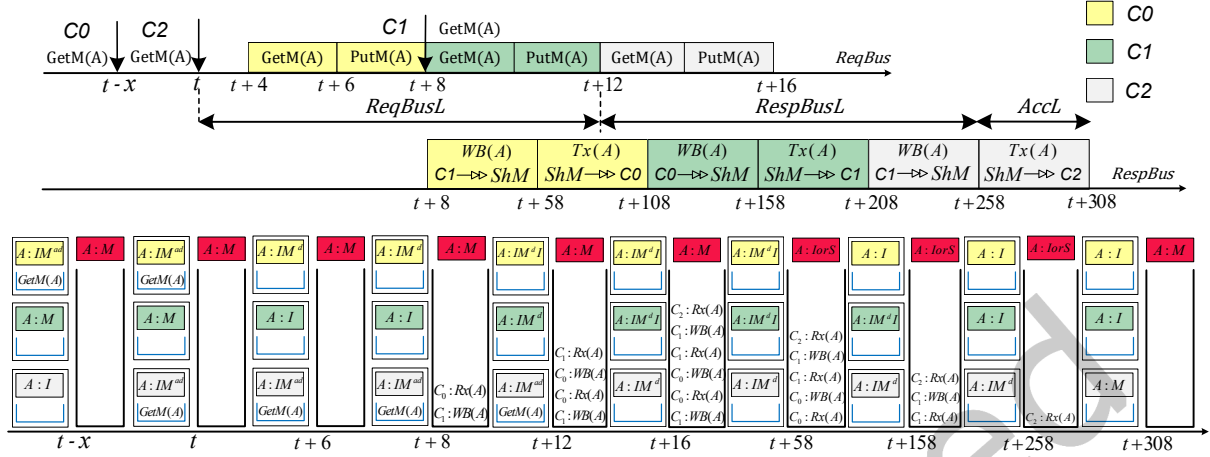 C0 C2 C1 GetM(A) C0
GetM(A) GetM(A) GetM(A) PutM(A) GetM(A) PutM(A) GetM(A) PutM(A) ReqBus C1
t - x t t + 4 t + 6 t + 8 t +12 t +16 C2
ReqBusL RespBusL AccL
WB(A) Tx(A) WB(A) Tx(A) WB(A) Tx(A)
C1 ShM ShM C0 C0 ShM ShM C1 C1 ShM ShM C2 RespBus
t + 8 t + 58 t +108 t +158 t +208 t +258 t +308
A : IM^ad A : M A : IM^ad A : M A : IM^d A : M A : IM^d A : M A : IM^d I A : M A : IM^d I A : M A : IM^d I A : IorS A : I A : IorS A : I A : IorS A : I A : M
GetM(A) GetM(A)
A : M A : M A : I A : I A : IM^d A : IM^d I A : IM^d I A : IM^d I A : I A : I
C2 : Rx(A)
C1 : WB(A) C2 : Rx(A)
C1 : Rx(A) C1 : Rx(A) C1 : WB(A)
C0 : WB(A) C0 : WB(A) C1 : Rx(A) C2 : Rx(A)
C0 : Rx(A) C0 : Rx(A) C0 : Rx(A) C0 : WB(A) C1 : WB(A)
C1 : WB(A) C1 : WB(A) C1 : WB(A) C0 : Rx(A) C1 : Rx(A) C2 : Rx(A)
A : I A : IM^ad A : IM^ad A : IM^ad A : IM^ad A : IM^d A : IM^d A : IM^d A : IM^d A : M
GetM(A) GetM(A) GetM(A) GetM(A)
t - x t t + 6 t + 8 t +12 t +16 t + 58 t +158 t +258 t +308